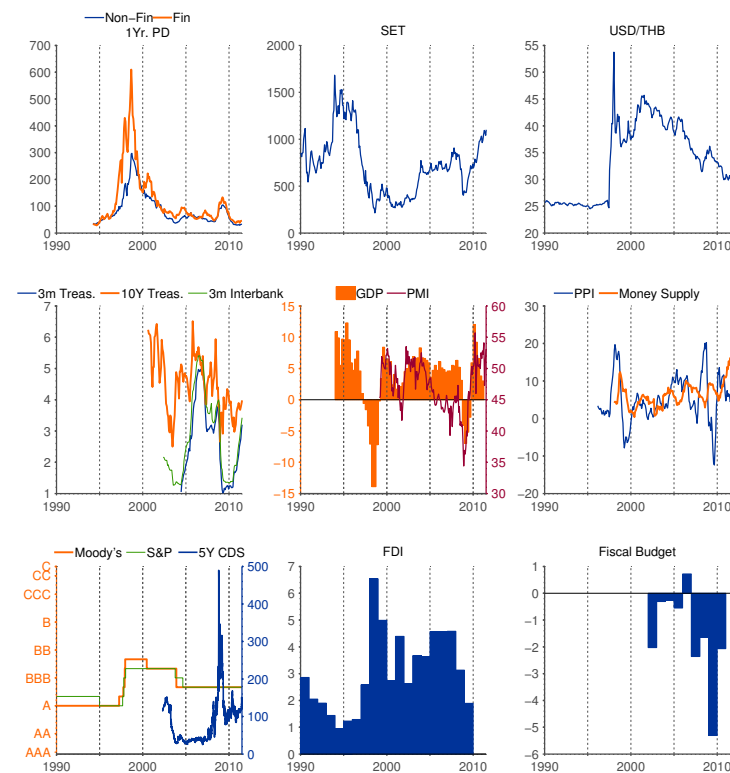 Non−Fin Fin
1Yr. PD
700
600
500
400
300
200
100
0
1990 2000 2010
SET
2000
1500
1000
500
0
1990 2000 2010
USD/THB
55
50
45
40
35
30
25
20
1990 2000 2010
3m Treas. 10Y Treas. 3m Interbank
7
6
5
4
3
2
1
1990 2000 2010
GDP PMI
15
10
5
0
−5
−10
−15
60
55
50
45
40
35
30
1990 2000 2010
PPI Money Supply
30
20
10
0
−10
−20
1990 2000 2010
Moody's S&P 5Y CDS
C
CC
CCC
B
BB
BBB
A
AA
AAA
500
400
300
200
100
0
1990 2000 2010
FDI
7
6
5
4
3
2
1
0
1990 2000 2010
Fiscal Budget
1
0
−1
−2
−3
−4
−5
−6
1990 2000 2010